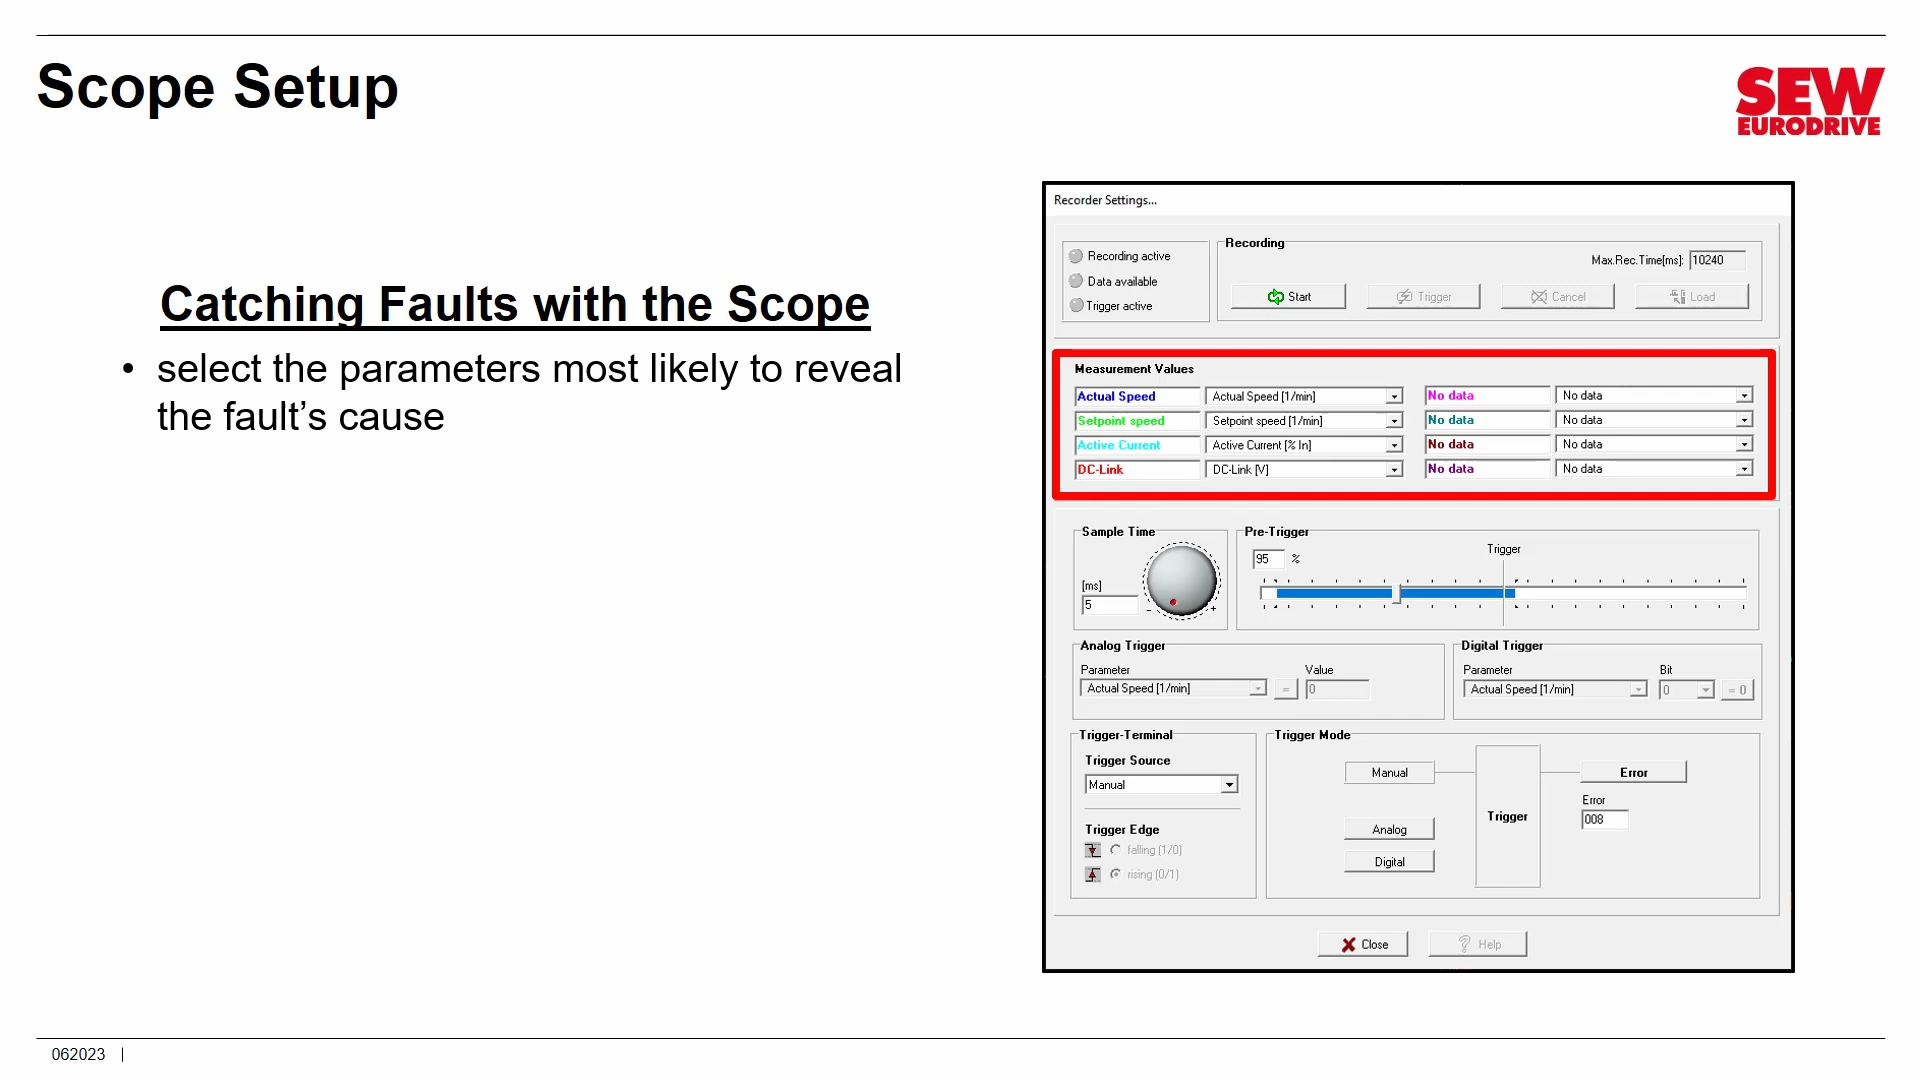 Scope Setup
SEW
EURODRIVE
Catching Faults with the Scope
• select the parameters most likely to reveal
the fault’s cause
Recorder Settings...
Recording active
Data available
Trigger active
Recording
Max.Rec.Time[ms]: 10240
Start Trigger Cancel Load
Measurement Values
Actual Speed Actual Speed [1/min] No data No data
Setpoint speed Setpoint speed [1/min] No data No data
Active Current Active Current [% In] No data No data
DC-Link DC-Link [V] No data No data
Sample Time
[ms]
5
- +
Pre-Trigger
95 %
Trigger
Analog Trigger
Parameter Value
Actual Speed [1/min] = 0
Digital Trigger
Parameter Bit
Actual Speed [1/min] 0 = 0
Trigger-Terminal
Trigger Source
Manual
Trigger Edge
falling (1/0)
rising (0/1)
Trigger Mode
Manual
Analog
Digital
Trigger
Error
Error
008
Close ? Help
062023 |